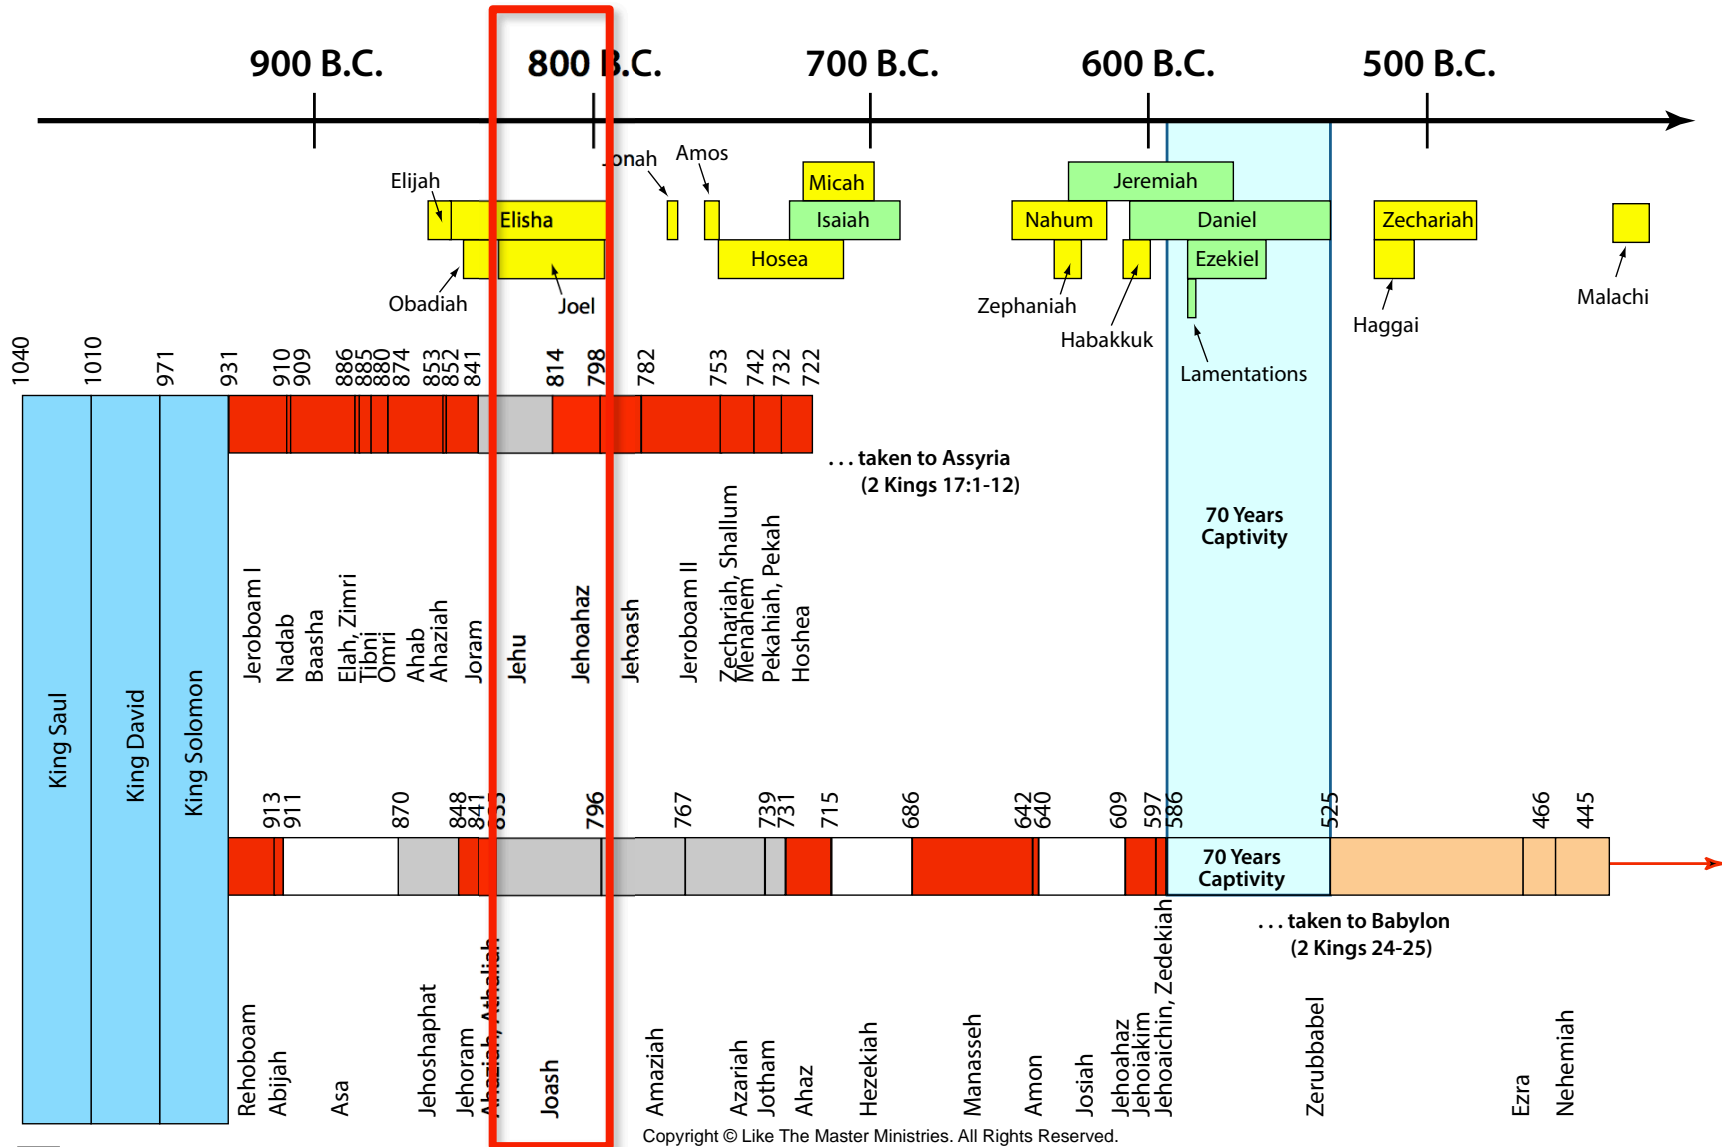 900 B.C.
800 B.C.
700 B.C.
600 B.C.
500 B.C.
Elijah
Elisha
Obadiah
Joel
Jonah
Amos
Micah
Isaiah
Hosea
Jeremiah
Nahum
Daniel
Zephaniah
Habakkuk
Ezekiel
Lamentations
Zechariah
Haggai
Malachi
1040
1010
971
931
910
909
886
885
880
874
853
852
841
814
798
782
753
742
732
722
. . . taken to Assyria
(2 Kings 17:1-12)
70 Years
Captivity
Jeroboam I
Nadab
Baasha
Elah, Zimri
Tibni
Omri
Ahab
Ahaziah
Joram
Jehu
Jehoahaz
Jehoash
Jeroboam II
Zechariah, Shallum
Menahem
Pekahiah, Pekah
Hoshea
King Saul
King David
King Solomon
913
911
870
848
841
835
796
767
739
731
715
686
642
640
609
597
586
525
466
445
70 Years
Captivity
. . . taken to Babylon
(2 Kings 24-25)
Rehoboam
Abijah
Asa
Jehoshaphat
Jehoram
Ahaziah, Athaliah
Joash
Amaziah
Azariah
Jotham
Ahaz
Hezekiah
Manasseh
Amon
Josiah
Jehoahaz
Jehoiakim
Jehoaichin, Zedekiah
Zerubbabel
Ezra
Nehemiah
Copyright © Like The Master Ministries. All Rights Reserved.